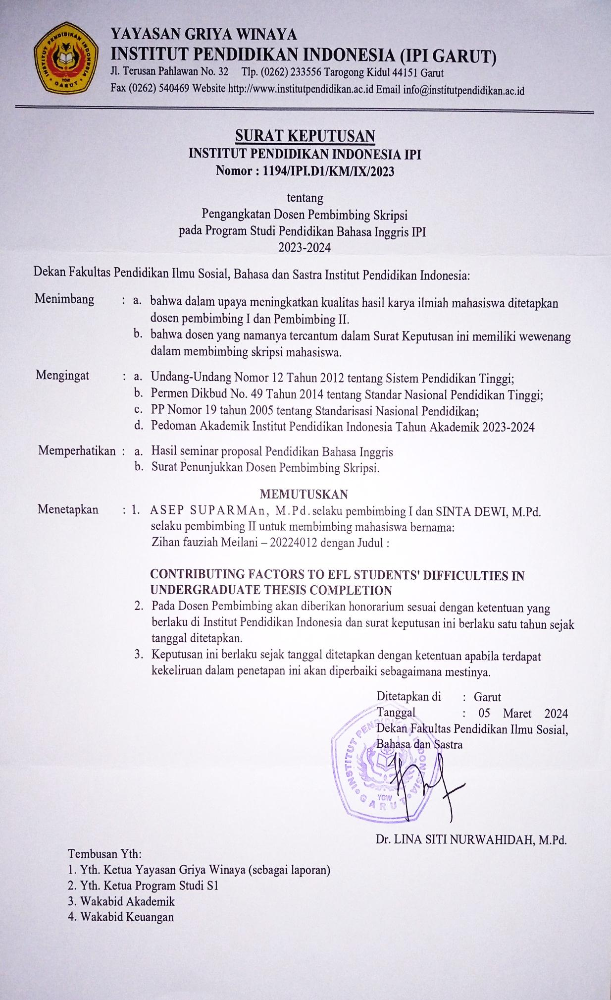 INSTITUT PENDIDIKAN INDONESIA
YGW
GARUT
YAYASAN GRIYA WINAYA
INSTITUT PENDIDIKAN INDONESIA (IPI GARUT)
Jl. Terusan Pahlawan No. 32 Tlp. (0262) 233556 Tarogong Kidul 44151 Garut
Fax (0262) 540469 Website http://www.institutpendidikan.ac.id Email info@institutpendidikan.ac.id
SURAT KEPUTUSAN
INSTITUT PENDIDIKAN INDONESIA IPI
Nomor : 1194/IPI.D1/KM/IX/2023
tentang
Pengangkatan Dosen Pembimbing Skripsi
pada Program Studi Pendidikan Bahasa Inggris IPI
2023-2024
Dekan Fakultas Pendidikan Ilmu Sosial, Bahasa dan Sastra Institut Pendidikan Indonesia:
Menimbang : a. bahwa dalam upaya meningkatkan kualitas hasil karya ilmiah mahasiswa ditetapkan
dosen pembimbing I dan Pembimbing II.
b. bahwa dosen yang namanya tercantum dalam Surat Keputusan ini memiliki wewenang
dalam membimbing skripsi mahasiswa.
Mengingat : a. Undang-Undang Nomor 12 Tahun 2012 tentang Sistem Pendidikan Tinggi;
b. Permen Dikbud No. 49 Tahun 2014 tentang Standar Nasional Pendidikan Tinggi;
c. PP Nomor 19 tahun 2005 tentang Standarisasi Nasional Pendidikan;
d. Pedoman Akademik Institut Pendidikan Indonesia Tahun Akademik 2023-2024
Memperhatikan : a. Hasil seminar proposal Pendidikan Bahasa Inggris
b. Surat Penunjukkan Dosen Pembimbing Skripsi.
MEMUTUSKAN
Menetapkan : 1. ASEP SUPARMAn, M.Pd. selaku pembimbing I dan SINTA DEWI, M.Pd.
selaku pembimbing II untuk membimbing mahasiswa bernama:
Zihan fauziah Meilani – 20224012 dengan Judul :
CONTRIBUTING FACTORS TO EFL STUDENTS' DIFFICULTIES IN
UNDERGRADUATE THESIS COMPLETION
2. Pada Dosen Pembimbing akan diberikan honorarium sesuai dengan ketentuan yang
berlaku di Institut Pendidikan Indonesia dan surat keputusan ini berlaku satu tahun sejak
tanggal ditetapkan.
3. Keputusan ini berlaku sejak tanggal ditetapkan dengan ketentuan apabila terdapat
kekeliruan dalam penetapan ini akan diperbaiki sebagaimana mestinya.
Ditetapkan di : Garut
Tanggal : 05 Maret 2024
Dekan Fakultas Pendidikan Ilmu Sosial,
Bahasa dan Sastra
INSTITUT PENDIDIKAN INDONESIA
YGW
GARUT
Dr. LINA SITI NURWAHIDAH, M.Pd.
Tembusan Yth:
1. Yth. Ketua Yayasan Griya Winaya (sebagai laporan)
2. Yth. Ketua Program Studi S1
3. Wakabid Akademik
4. Wakabid Keuangan